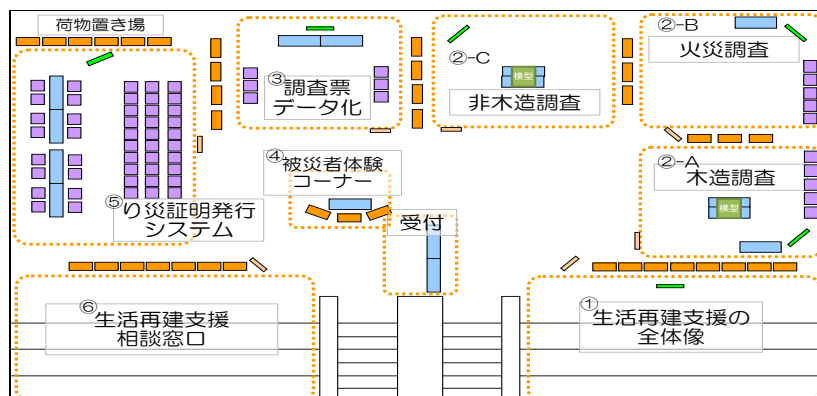 荷物置き場
②-B
火災調査
②-C
模型
非木造調査
③
調査票
データ化
②-A
木造調査
模型
④
被災者体験
コーナー
受付
⑤
り災証明発行
システム
⑥
生活再建支援
相談窓口
①
生活再建支援の
全体像